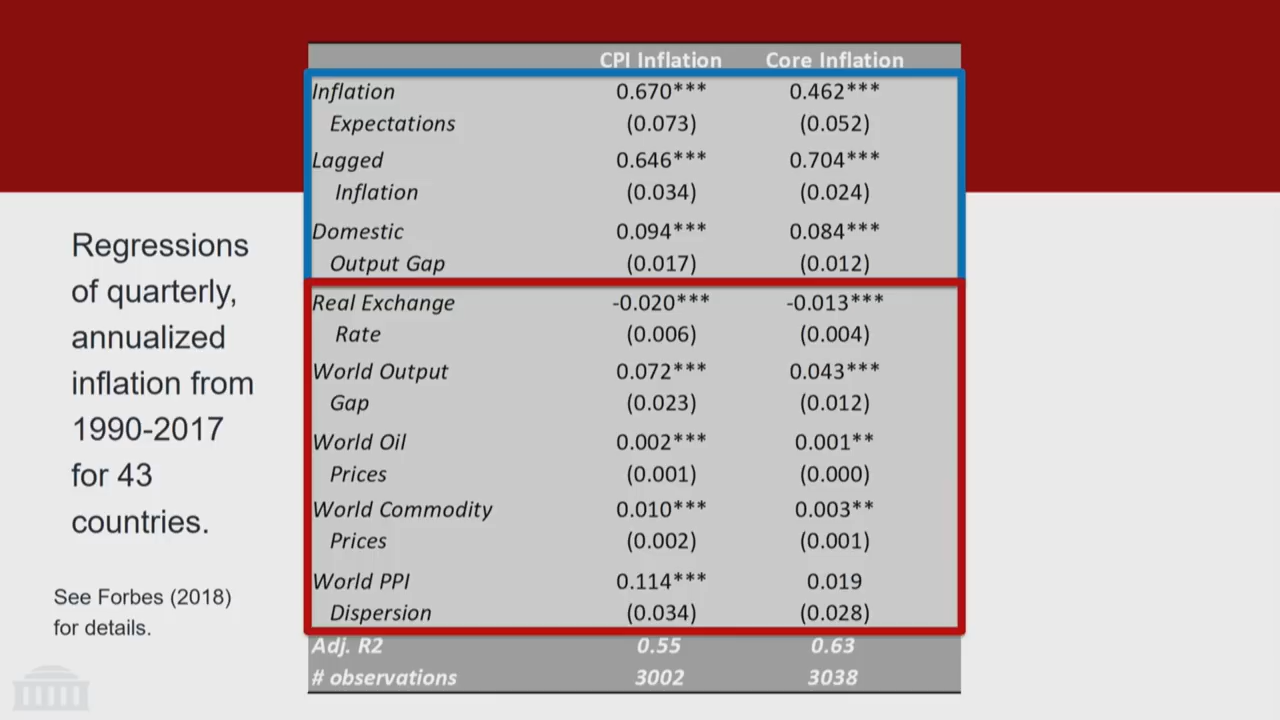 CPI Inflation Core Inflation
Inflation 0.670*** 0.462***
Expectations (0.073) (0.052)
Lagged 0.646*** 0.704***
Inflation (0.034) (0.024)
Domestic 0.094*** 0.084***
Output Gap (0.017) (0.012)
Real Exchange -0.020*** -0.013***
Rate (0.006) (0.004)
World Output 0.072*** 0.043***
Gap (0.023) (0.012)
World Oil 0.002*** 0.001**
Prices (0.001) (0.000)
World Commodity 0.010*** 0.003**
Prices (0.002) (0.001)
World PPI 0.114*** 0.019
Dispersion (0.034) (0.028)
Adj. R2 0.55 0.63
# observations 3002 3038
Regressions
of quarterly,
annualized
inflation from
1990-2017
for 43
countries.
See Forbes (2018)
for details.